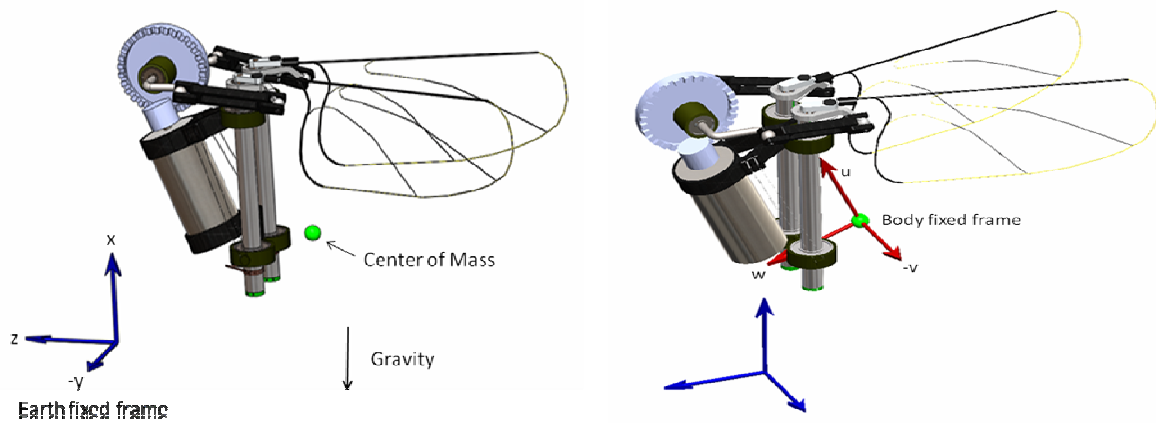 x
z
-y
Earth fixed frame
Center of Mass
Gravity
u
Body fixed frame
-v
w